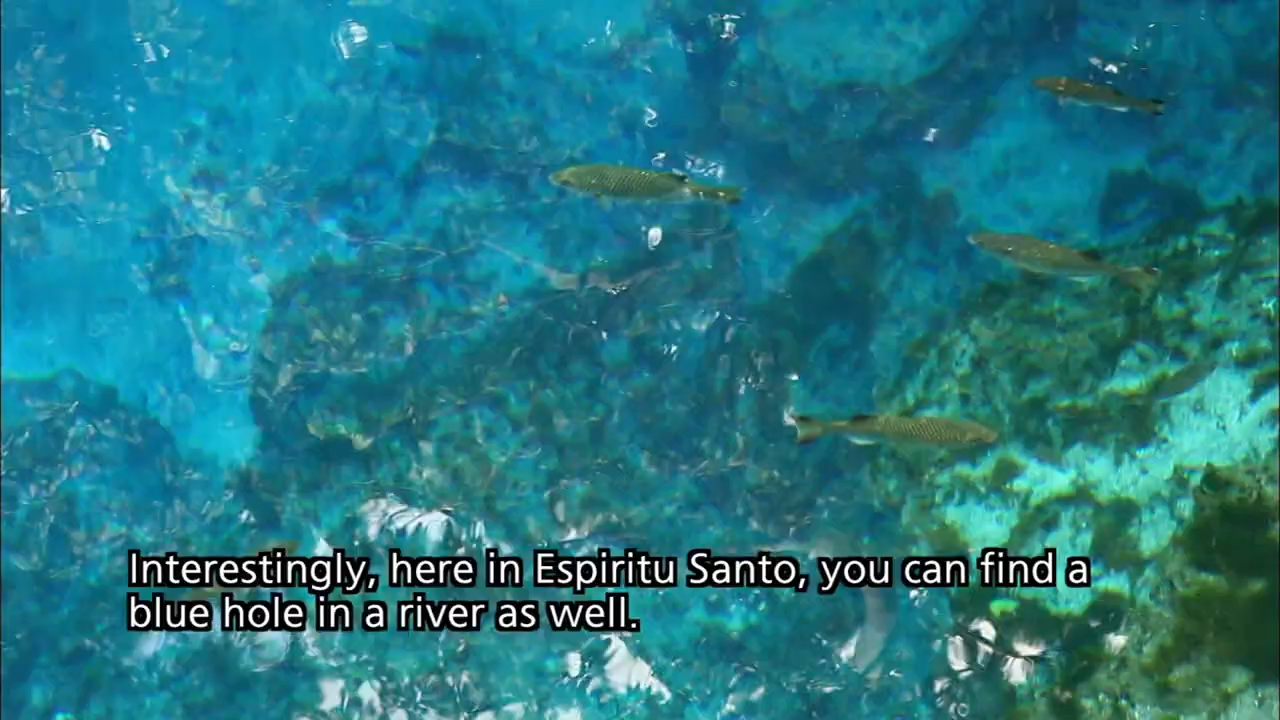 Interestingly, here in Espiritu Santo, you can find a
blue hole in a river as well.